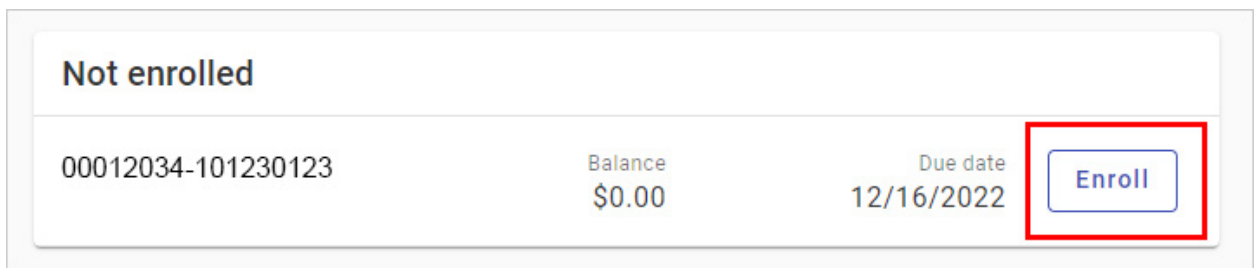 Not enrolled
00012034-101230123
Balance
$0.00
Due date
12/16/2022
Enroll